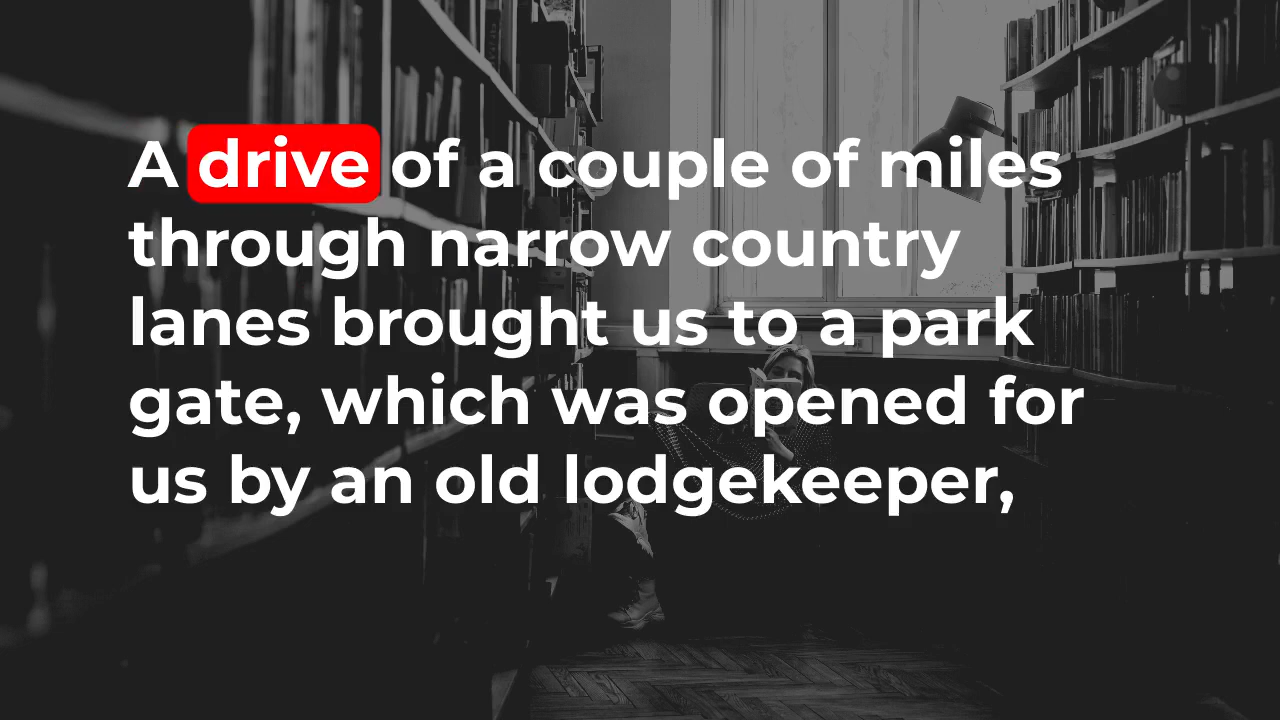 A drive of a couple of miles
through narrow country
lanes brought us to a park
gate, which was opened for
us by an old lodgekeeper,